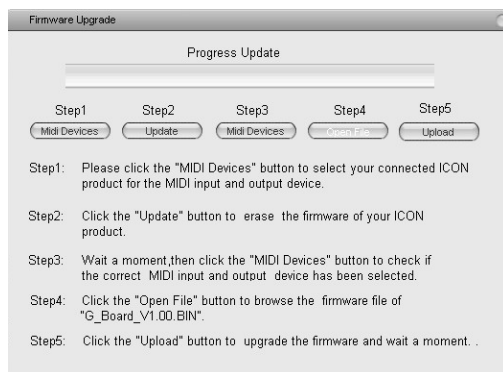 Firmware Upgrade
Progress Update
Step1 Step2 Step3 Step4 Step5
Midi Devices Update Midi Devices Open File Upload
Step1: Please click the "MIDI Devices" button to select your connected ICON
product for the MIDI input and output device.
Step2: Click the "Update" button to erase the firmware of your ICON
product.
Step3: Wait a moment,then click the "MIDI Devices" button to check if
the correct MIDI input and output device has been selected.
Step4: Click the "Open File" button to browse the firmware file of
"G_Board_V1.00.BIN".
Step5: Click the "Upload" button to upgrade the firmware and wait a moment. .